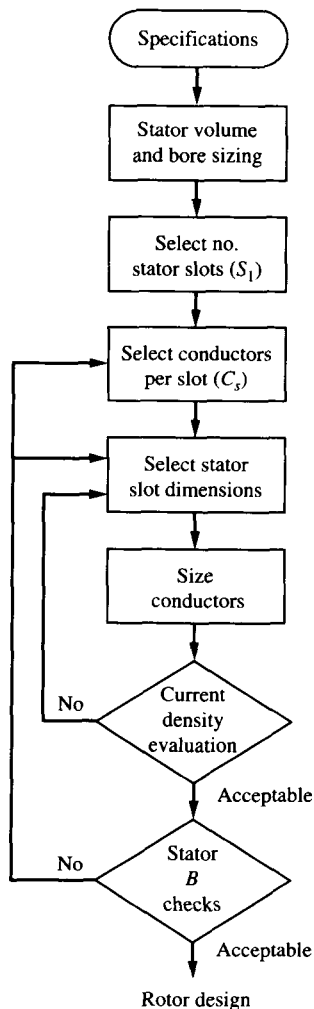 Specifications
Stator volume
and bore sizing
Select no.
stator slots (S₁)
Select conductors
per slot (Cₛ)
Select stator
slot dimensions
Size
conductors
Current
density
evaluation
No
Acceptable
Stator
B
checks
No
Acceptable
Rotor design